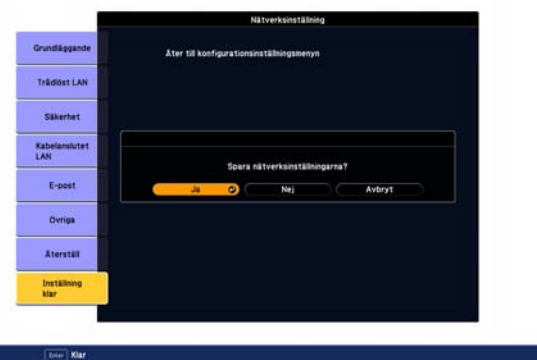 Nätverksinställning
Grundläggande
Åter till konfigurationsinställningsmenyn
Trådlöst LAN
Säkerhet
Kabelanslutet
LAN
Spara nätverksinställningarna?
E-post
Ja Nej Avbryt
Övriga
Återställ
Inställning
klar
Enter Klar